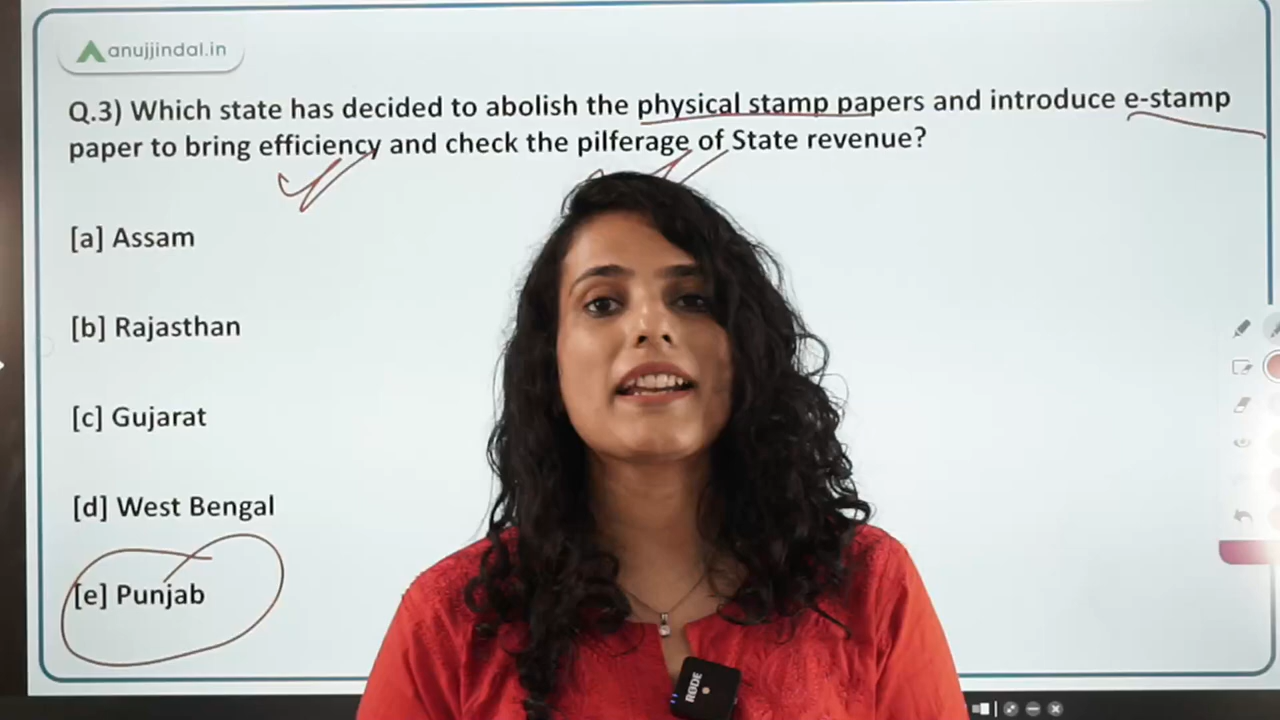 anujjindal.in
Q.3) Which state has decided to abolish the physical stamp papers and introduce e-stamp
paper to bring efficiency and check the pilferage of State revenue?
[a] Assam
[b] Rajasthan
[c] Gujarat
[d] West Bengal
[e] Punjab
RØDE